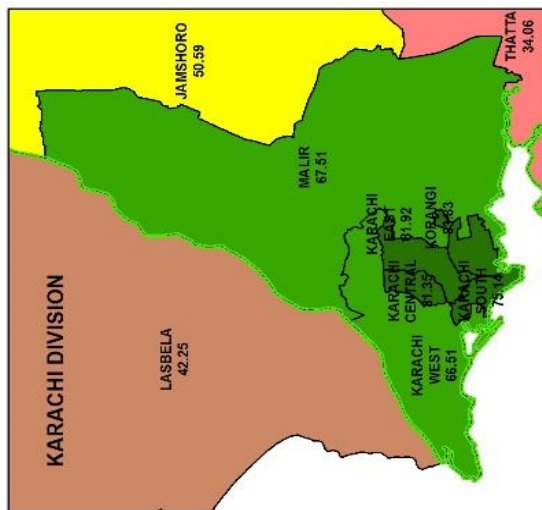 KARACHI DIVISION
LASBELA
42.25
JAMSHORO
50.59
MALIR
67.51
KARACHI
EAST
81.92
KARACHI
CENTRAL
81.35
KARACHI
WEST
66.51
KORANGI
KARACHI
SOUTH
75.14
THATTA
34.06